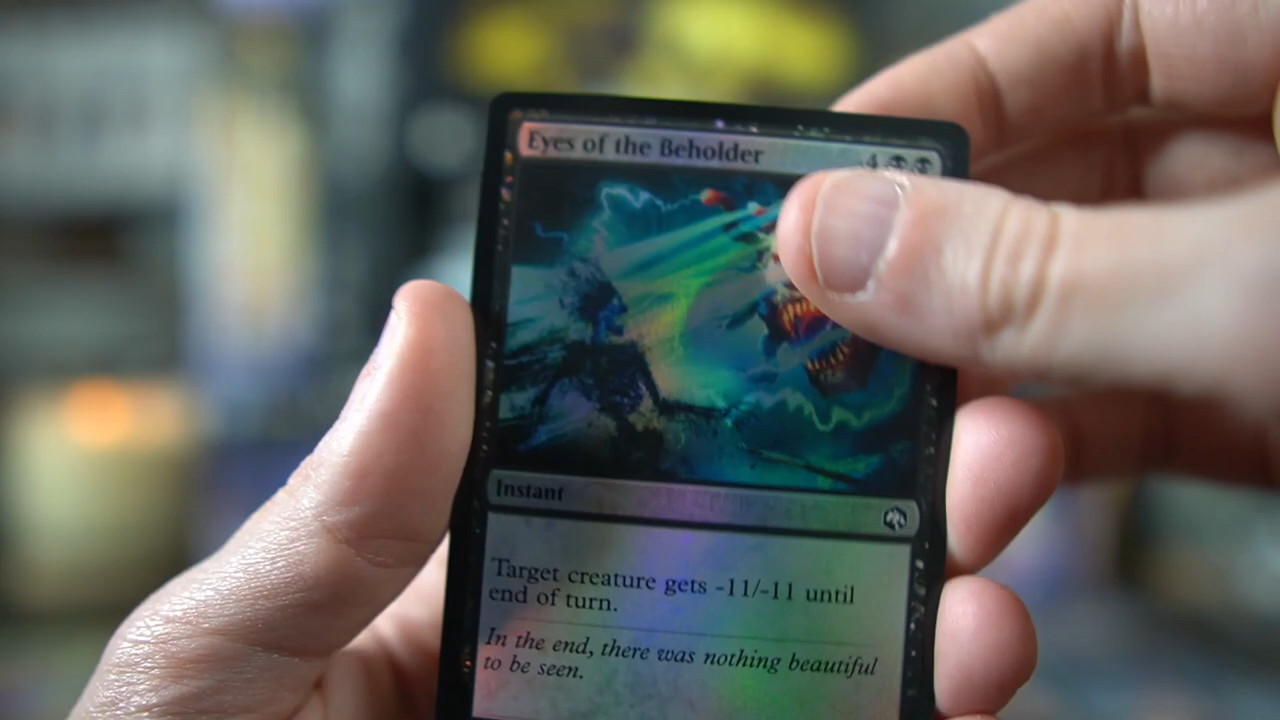 Eyes of the Beholder 4
Instant
Target creature gets -11/-11 until
end of turn.
In the end, there was nothing beautiful
to be seen.